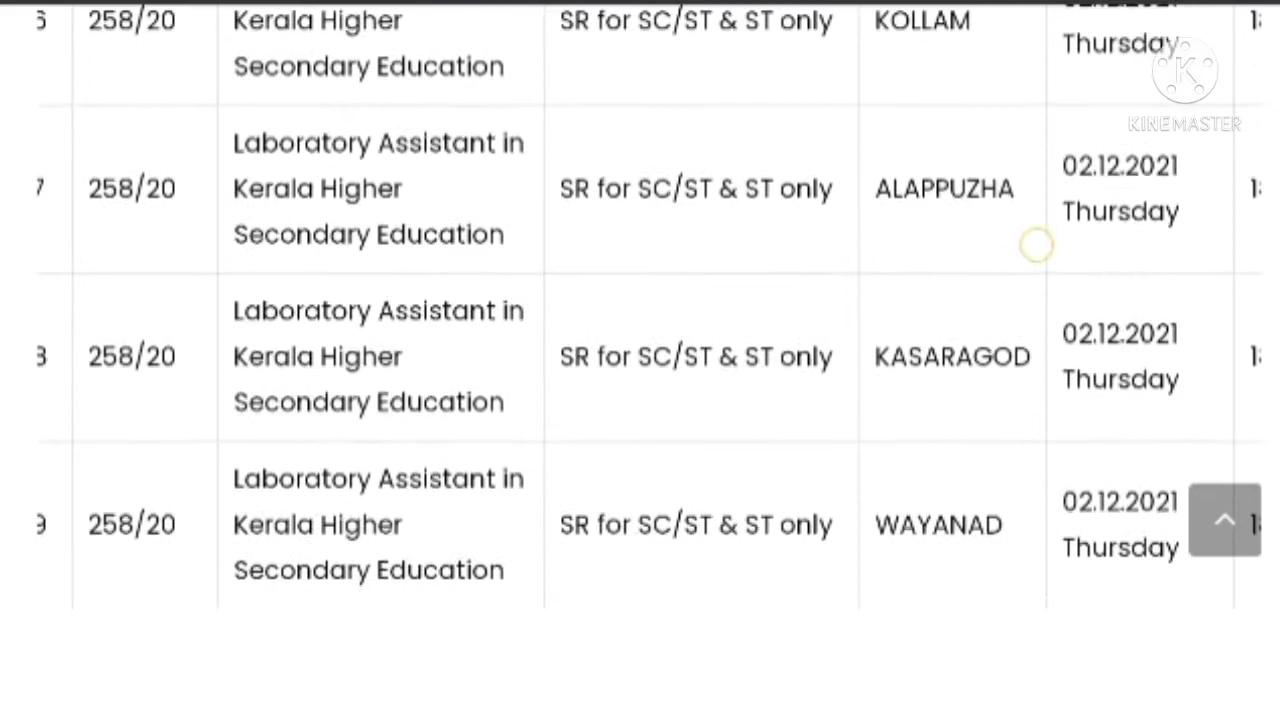 258/20
Kerala Higher
Secondary Education
SR for SC/ST & ST only
KOLLAM
Thursday
KINEMASTER
7
258/20
Laboratory Assistant in
Kerala Higher
Secondary Education
SR for SC/ST & ST only
ALAPPUZHA
02.12.2021
Thursday
258/20
Laboratory Assistant in
Kerala Higher
Secondary Education
SR for SC/ST & ST only
KASARAGOD
02.12.2021
Thursday
9
258/20
Laboratory Assistant in
Kerala Higher
Secondary Education
SR for SC/ST & ST only
WAYANAD
02.12.2021
Thursday